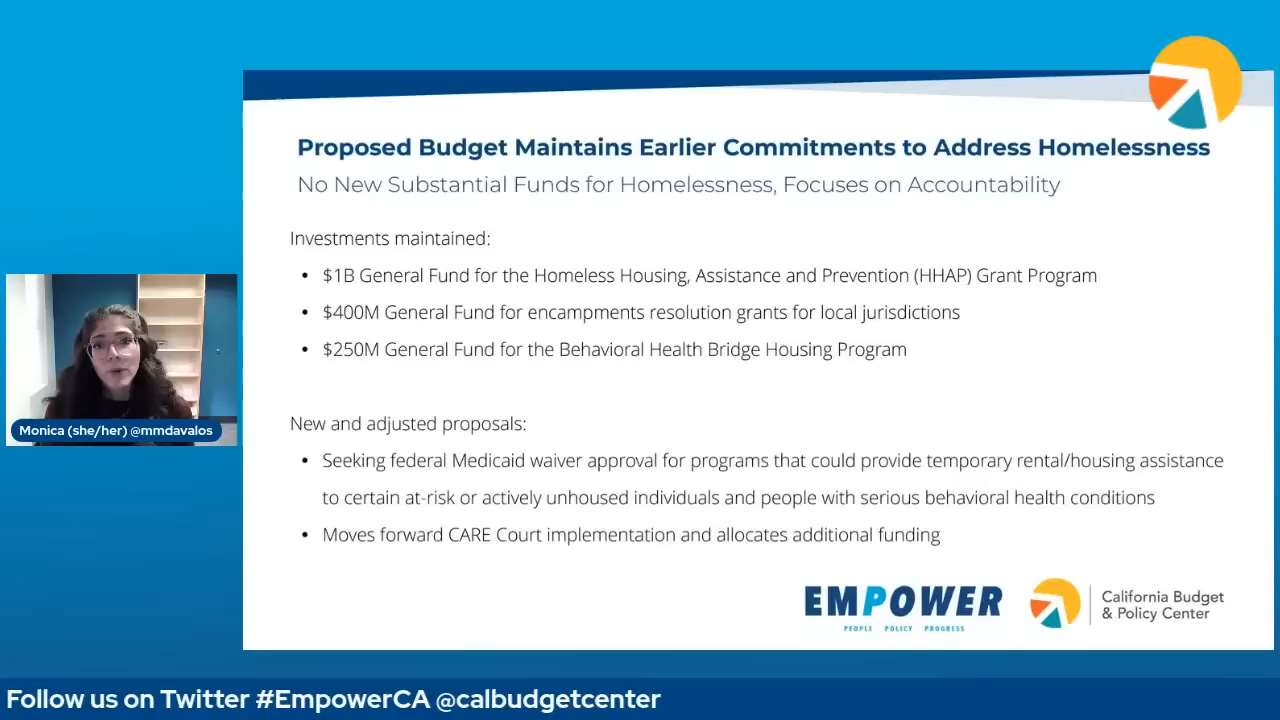 Proposed Budget Maintains Earlier Commitments to Address Homelessness
No New Substantial Funds for Homelessness, Focuses on Accountability
Investments maintained:
• $1B General Fund for the Homeless Housing, Assistance and Prevention (HHAP) Grant Program
• $400M General Fund for encampments resolution grants for local jurisdictions
• $250M General Fund for the Behavioral Health Bridge Housing Program
Monica (she/her) @mmdavalos
New and adjusted proposals:
• Seeking federal Medicaid waiver approval for programs that could provide temporary rental/housing assistance
to certain at-risk or actively unhoused individuals and people with serious behavioral health conditions
• Moves forward CARE Court implementation and allocates additional funding
EMPOWER
PEOPLE POLICY PROGRESS
California Budget
& Policy Center
Follow us on Twitter #EmpowerCA @calbudgetcenter